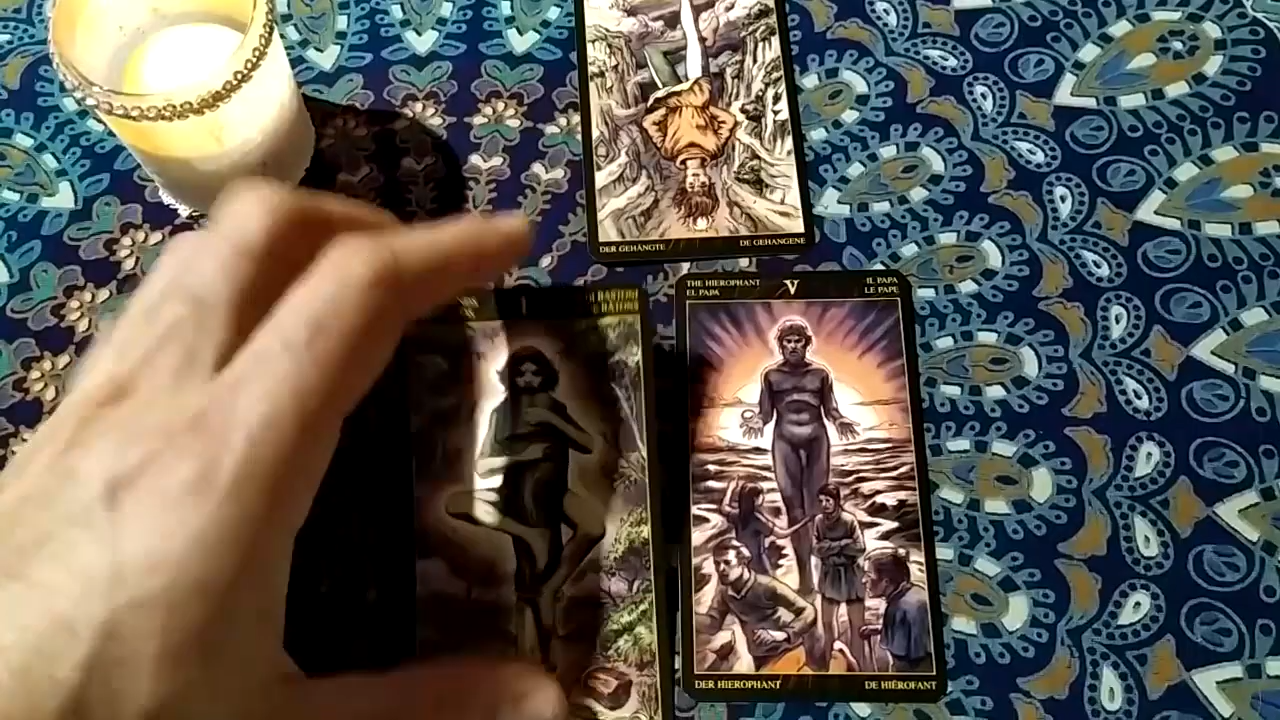 DER GEHÄNGTE DE GEHANGENE
I
THE HIEROPHANT V IL PAPA
EL PAPA LE PAPE
DER HIEROPHANT DE HIËROFANT